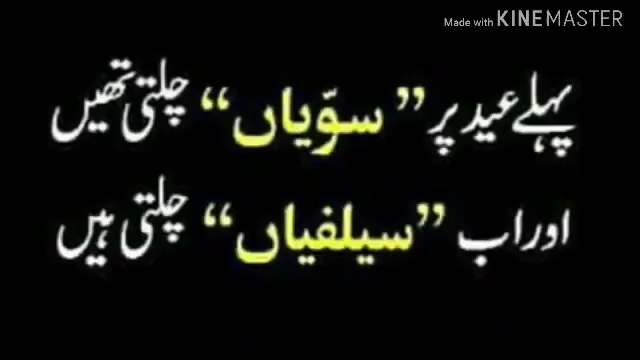 Made with KINEMASTER
پہلے عید پر ”سوّیاں“ چلتی تھیں
اور اب ”سیلفیاں“ چلتی ہیں